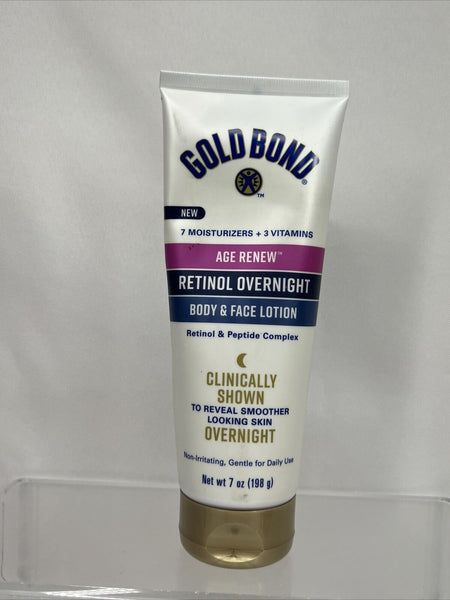 GOLD BOND®
TM
NEW
7 MOISTURIZERS + 3 VITAMINS
AGE RENEW™
RETINOL OVERNIGHT
BODY & FACE LOTION
Retinol & Peptide Complex
CLINICALLY
SHOWN
TO REVEAL SMOOTHER
LOOKING SKIN
OVERNIGHT
Non-Irritating, Gentle for Daily Use
Net wt 7 oz (198 g)